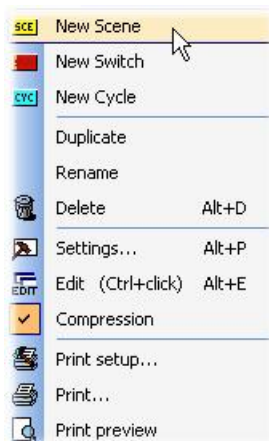 SCE New Scene
New Switch
CYC New Cycle
Duplicate
Rename
Delete Alt+D
Settings... Alt+P
EDIT Edit (Ctrl+click) Alt+E
Compression
Print setup...
Print...
Print preview